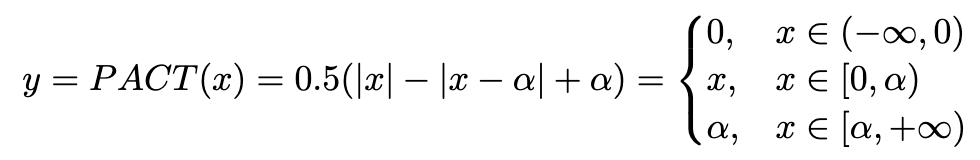 y = PACT(x) = 0.5(|x| − |x − α| + α) = { 0, x ∈ (−∞, 0)
x, x ∈ [0, α)
α, x ∈ [α, +∞)